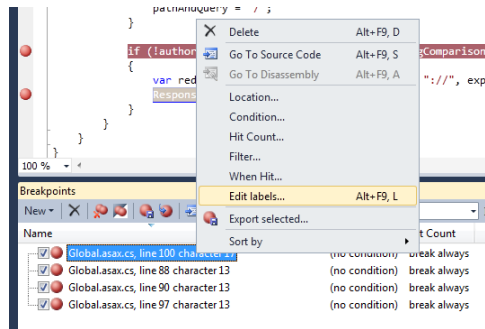 pathAndQuery = "/";
}
if (!author
gComparison
{
var red
"://", exp
Respons
}
}
}
}
100 %
Delete Alt+F9, D
Go To Source Code Alt+F9, S
Go To Disassembly Alt+F9, A
Location...
Condition...
Hit Count...
Filter...
When Hit...
Edit labels... Alt+F9, L
Export selected...
Sort by
Breakpoints
New
Name
t Count
Global.asax.cs, line 100 character 17 (no condition) break always
Global.asax.cs, line 88 character 13 (no condition) break always
Global.asax.cs, line 90 character 13 (no condition) break always
Global.asax.cs, line 97 character 13 (no condition) break always